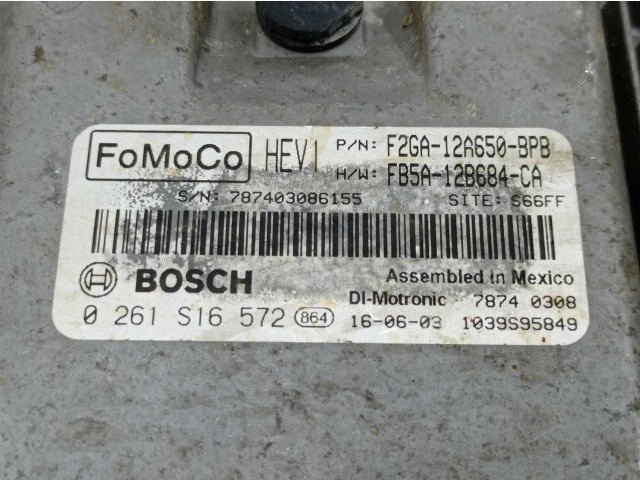 FoMoCo HEV1 P/N: F2GA-12A650-BPB
H/W: FB5A-12B684-CA
S/N: 787403086155 SITE: S66FF
BOSCH Assembled in Mexico
DI-Motronic 7874 0308
0 261 S16 572 864 16-06-03 1039S95849